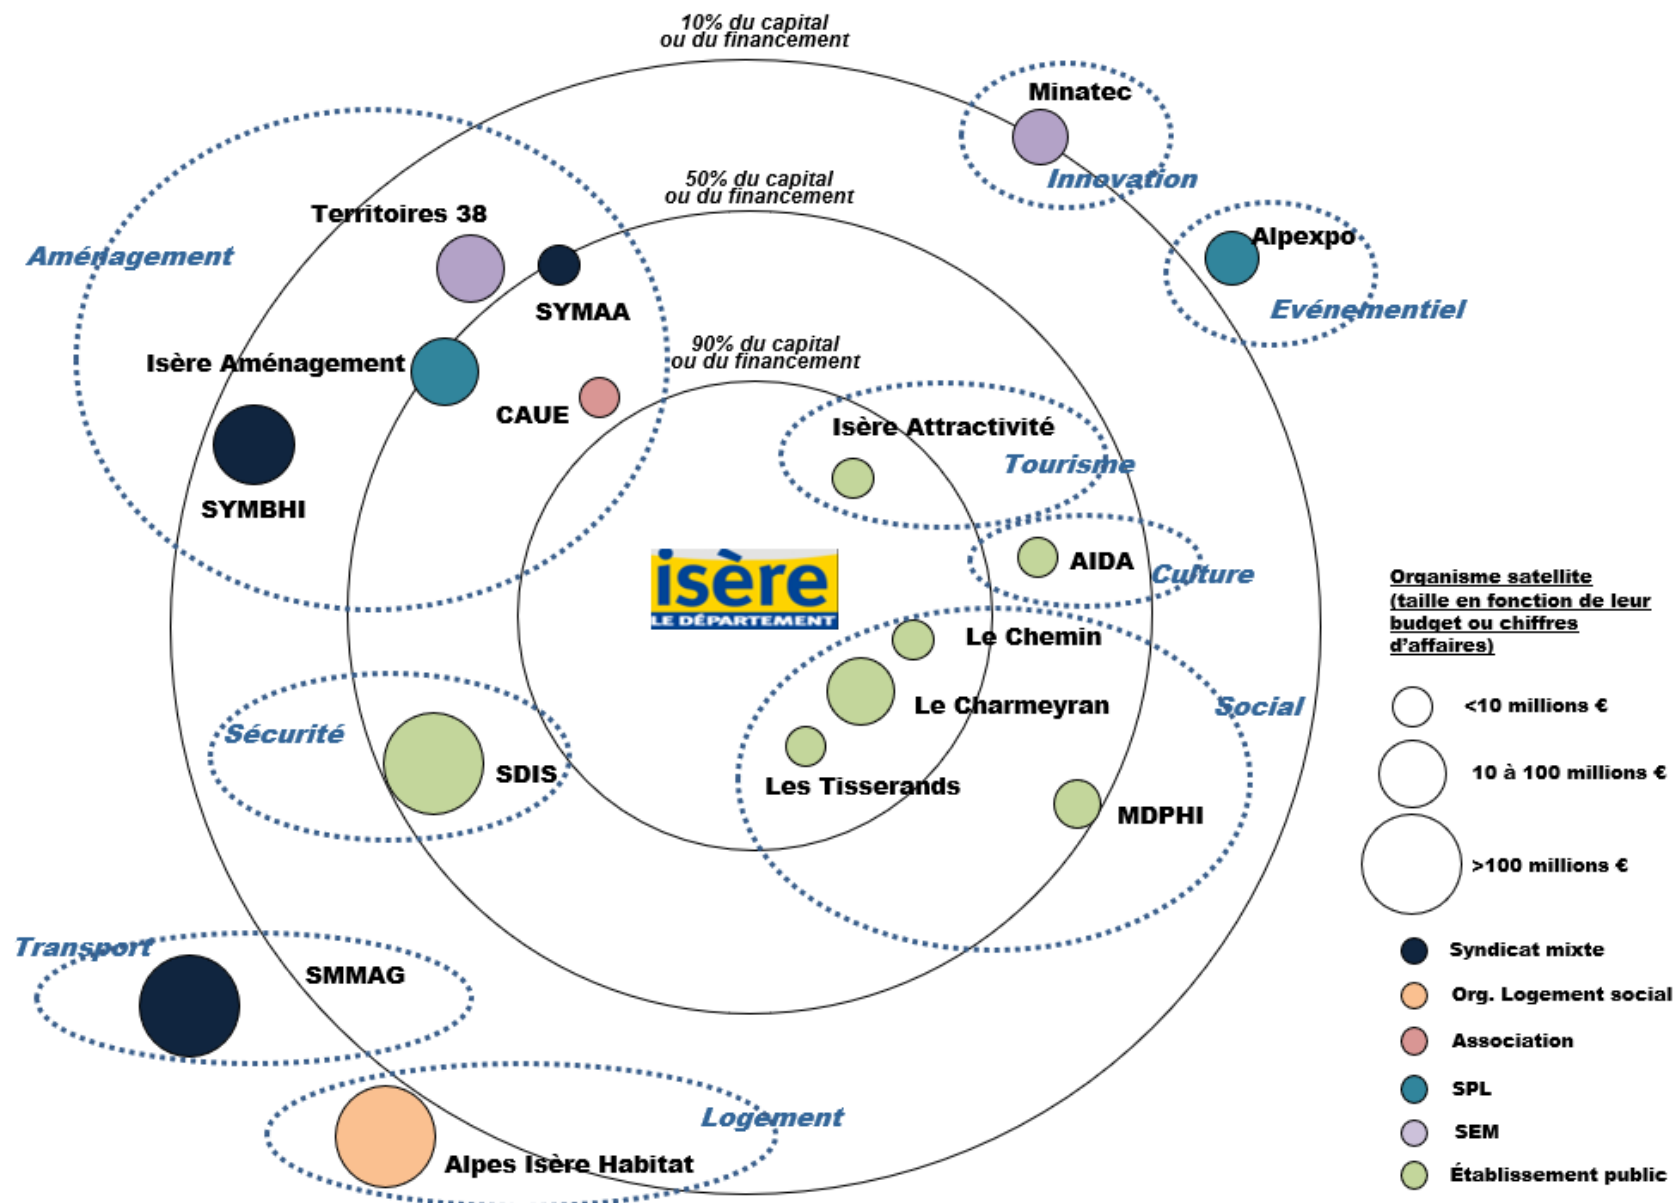 10% du capital
ou du financement
Minatec
Innovation
50% du capital
ou du financement
Territoires 38
Alpexpo
Aménagement
SYMAA
Evénementiel
90% du capital
ou du financement
Isère Aménagement
CAUE
Isère Attractivité
Tourisme
SYMBHI
isère
LE DÉPARTEMENT
AIDA
Culture
Le Chemin
Le Charmeyran
Social
Sécurité
SDIS
Les Tisserands
MDPHI
Transport
SMMAG
Logement
Alpes Isère Habitat
Organisme satellite
(taille en fonction de leur
budget ou chiffres
d'affaires)
<10 millions €
10 à 100 millions €
>100 millions €
Syndicat mixte
Org. Logement social
Association
SPL
SEM
Établissement public